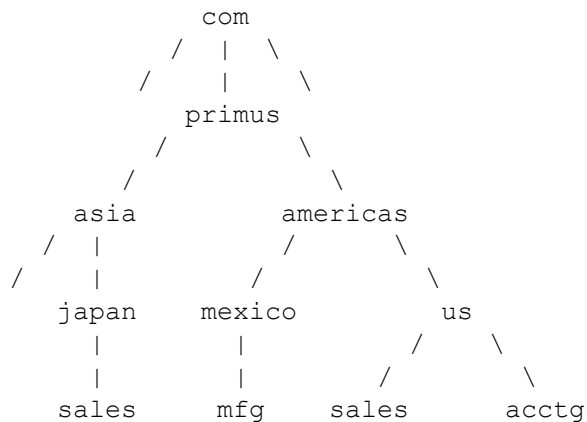 com
primus
asia americas
japan mexico us
sales mfg sales acctg